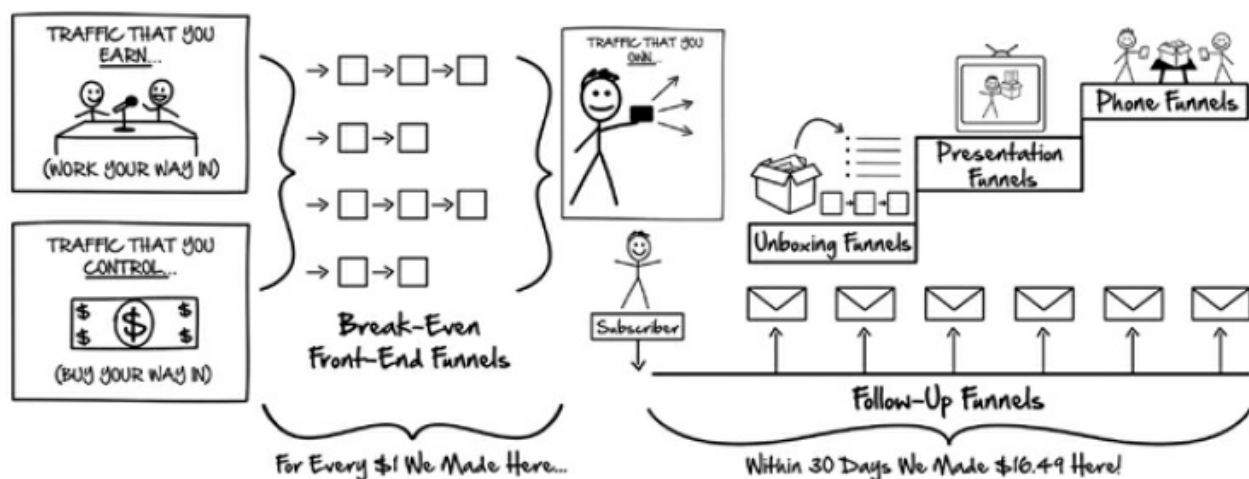 TRAFFIC THAT YOU
EARN...
(WORK YOUR WAY IN)
TRAFFIC THAT YOU
CONTROL...
$ $ $ $ $
(BUY YOUR WAY IN)
Break-Even
Front-End Funnels
For Every $1 We Made Here...
TRAFFIC THAT YOU
OWN...
Subscriber
Unboxing Funnels
Presentation
Funnels
Phone Funnels
Follow-Up Funnels
Within 30 Days We Made $16.49 Here!